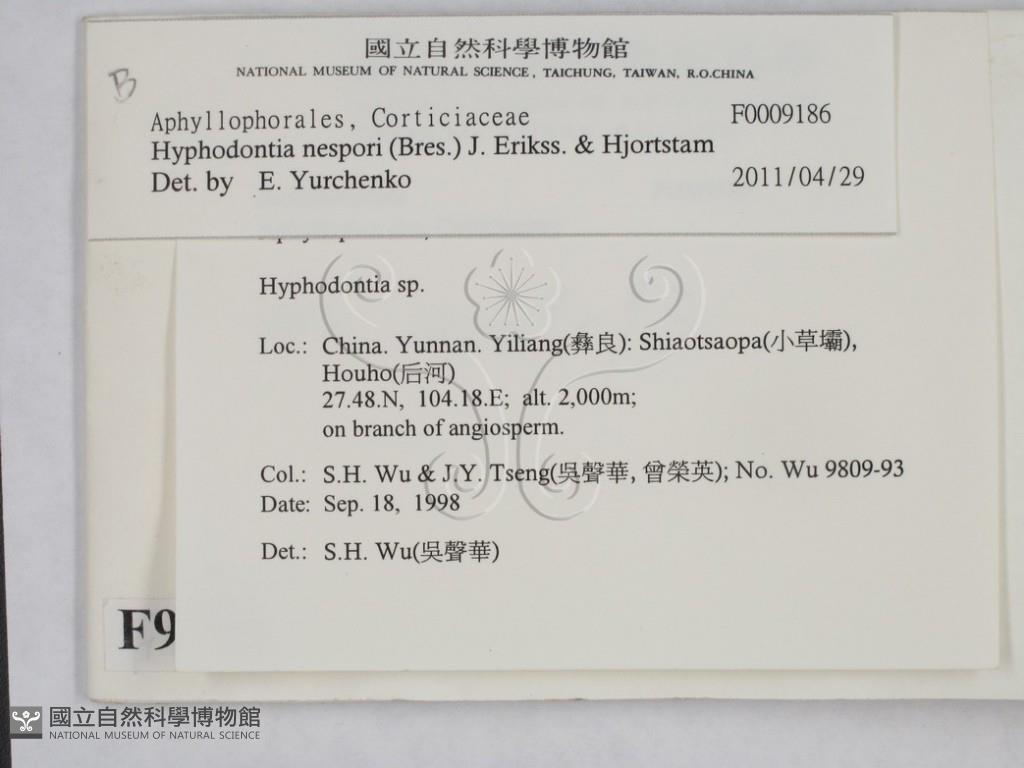 國立自然科學博物館
NATIONAL MUSEUM OF NATURAL SCIENCE, TAICHUNG, TAIWAN, R.O.CHINA
B
Aphyllophorales, Corticiaceae F0009186
Hyphodontia nespori (Bres.) J. Erikss. & Hjortstam
Det. by E. Yurchenko 2011/04/29
Hyphodontia sp.
Loc.: China. Yunnan. Yiliang(彝良): Shiaotsaopa(小草壩),
Houho(后河)
27.48.N, 104.18.E; alt. 2,000m;
on branch of angiosperm.
Col.: S.H. Wu & J.Y. Tseng(吳聲華, 曾榮英); No. Wu 9809-93
Date: Sep. 18, 1998
Det.: S.H. Wu(吳聲華)
F9
國立自然科學博物館
NATIONAL MUSEUM OF NATURAL SCIENCE